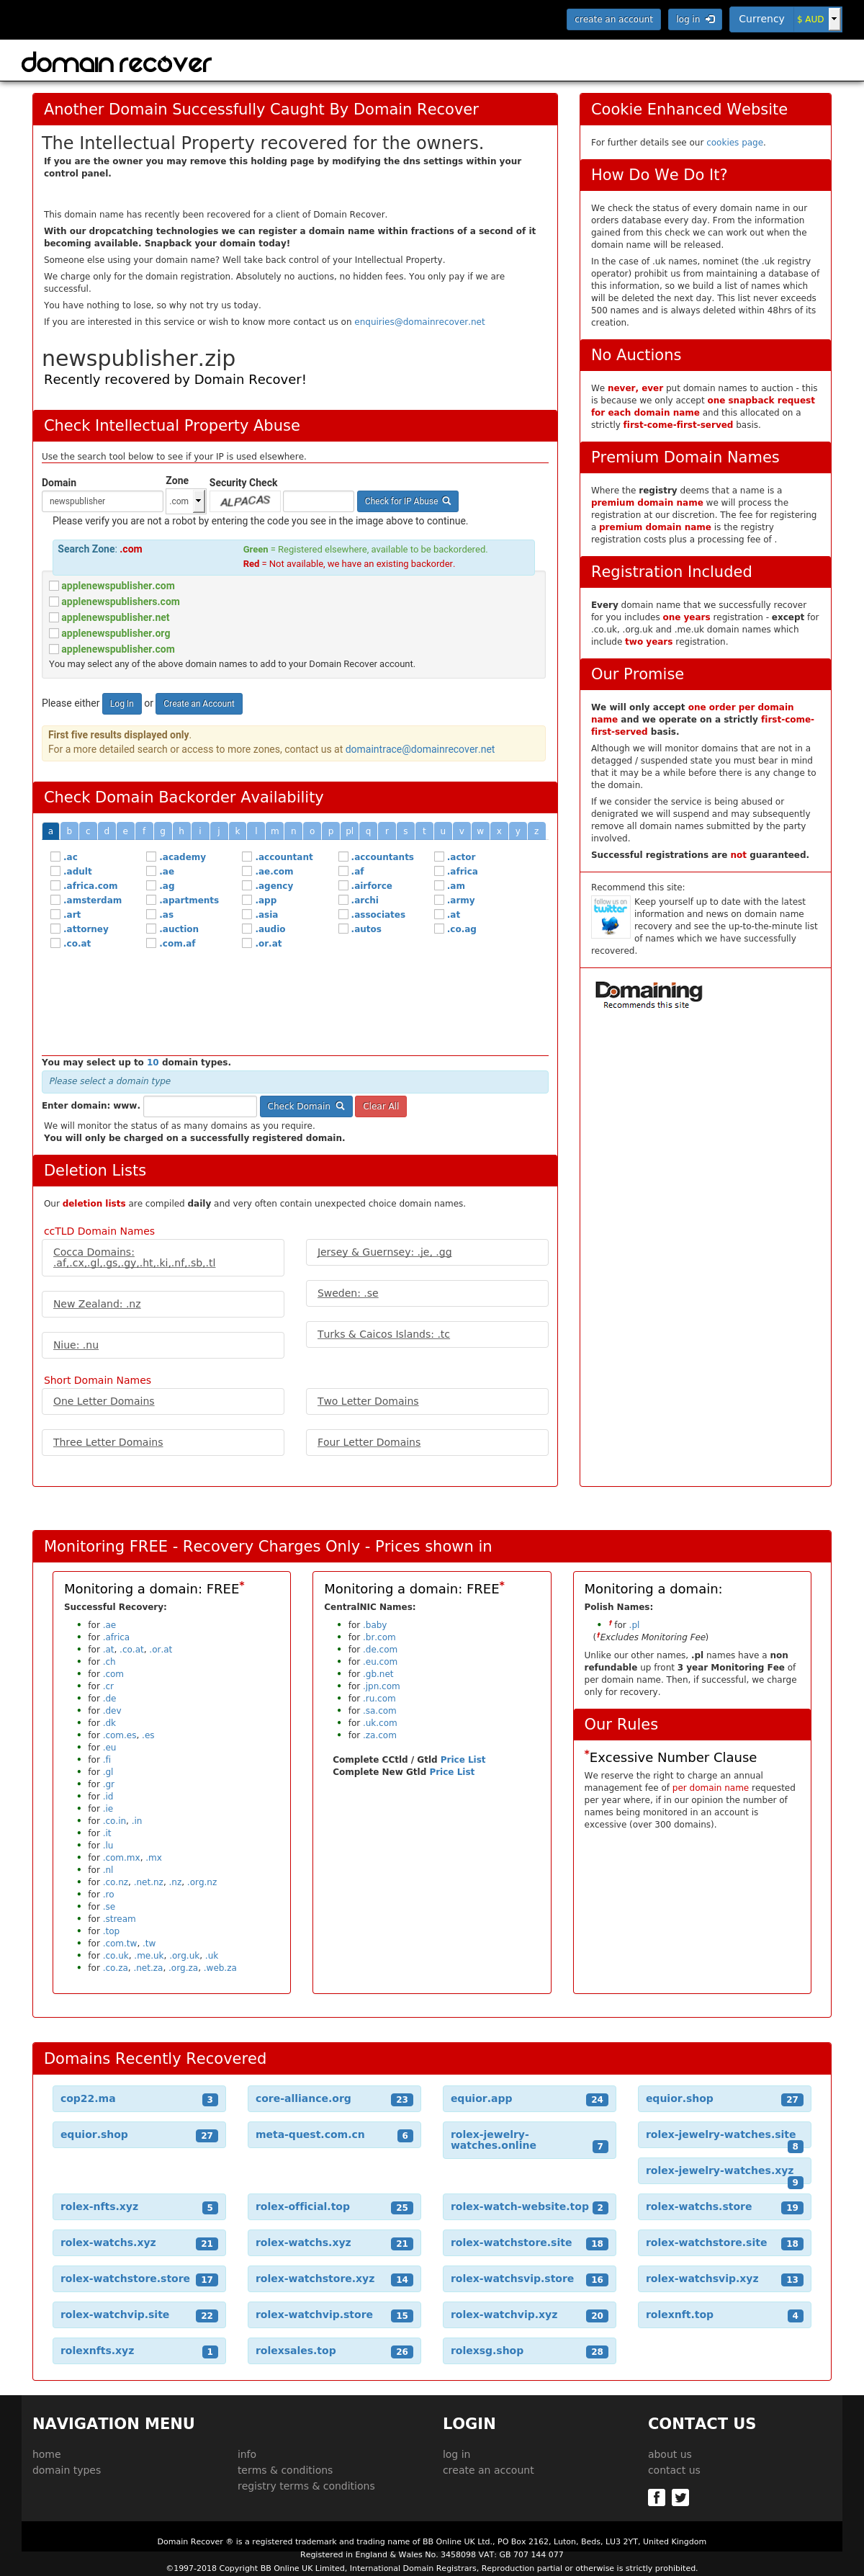 create an account
log in
Currency $ AUD
domain recover
Another Domain Successfully Caught By Domain Recover
The Intellectual Property recovered for the owners.
If you are the owner you may remove this holding page by modifying the dns settings within your
control panel.
This domain name has recently been recovered for a client of Domain Recover.
With our dropcatching technologies we can register a domain name within fractions of a second of it
becoming available. Snapback your domain today!
Someone else using your domain name? Well take back control of your Intellectual Property.
We charge only for the domain registration. Absolutely no auctions, no hidden fees. You only pay if we are
successful.
You have nothing to lose, so why not try us today.
If you are interested in this service or wish to know more contact us on enquiries@domainrecover.net
newspublisher.zip
Recently recovered by Domain Recover!
Check Intellectual Property Abuse
Use the search tool below to see if your IP is used elsewhere.
Domain Zone Security Check
newspublisher .com ALPACAS Check for IP Abuse
Please verify you are not a robot by entering the code you see in the image above to continue.
Search Zone: .com
Green = Registered elsewhere, available to be backordered.
Red = Not available, we have an existing backorder.
applenewspublisher.com
applenewspublishers.com
applenewspublisher.net
applenewspublisher.org
applenewspublisher.com
You may select any of the above domain names to add to your Domain Recover account.
Please either Log In or Create an Account
First five results displayed only.
For a more detailed search or access to more zones, contact us at domaintrace@domainrecover.net
Check Domain Backorder Availability
a b c d e f g h i j k l m n o p pl q r s t u v w x y z
.ac .academy .accountant .accountants .actor
.adult .ae .ae.com .af .africa
.africa.com .ag .agency .airforce .am
.amsterdam .apartments .app .archi .army
.art .as .asia .associates .at
.attorney .auction .audio .autos .co.ag
.co.at .com.af .or.at
You may select up to 10 domain types.
Please select a domain type
Enter domain: www. Check Domain Clear All
We will monitor the status of as many domains as you require.
You will only be charged on a successfully registered domain.
Deletion Lists
Our deletion lists are compiled daily and very often contain unexpected choice domain names.
ccTLD Domain Names
Cocca Domains:
.af,.cx,.gl,.gs,.gy,.ht,.ki,.nf,.sb,.tl
New Zealand: .nz
Niue: .nu
Jersey & Guernsey: .je, .gg
Sweden: .se
Turks & Caicos Islands: .tc
Short Domain Names
One Letter Domains
Two Letter Domains
Three Letter Domains
Four Letter Domains
Cookie Enhanced Website
For further details see our cookies page.
How Do We Do It?
We check the status of every domain name in our
orders database every day. From the information
gained from this check we can work out when the
domain name will be released.
In the case of .uk names, nominet (the .uk registry
operator) prohibit us from maintaining a database of
this information, so we build a list of names which
will be deleted the next day. This list never exceeds
500 names and is always deleted within 48hrs of its
creation.
No Auctions
We never, ever put domain names to auction - this
is because we only accept one snapback request
for each domain name and this allocated on a
strictly first-come-first-served basis.
Premium Domain Names
Where the registry deems that a name is a
premium domain name we will process the
registration at our discretion. The fee for registering
a premium domain name is the registry
registration costs plus a processing fee of .
Registration Included
Every domain name that we successfully recover
for you includes one years registration - except for
.co.uk, .org.uk and .me.uk domain names which
include two years registration.
Our Promise
We will only accept one order per domain
name and we operate on a strictly first-come-
first-served basis.
Although we will monitor domains that are not in a
detagged / suspended state you must bear in mind
that it may be a while before there is any change to
the domain.
If we consider the service is being abused or
denigrated we will suspend and may subsequently
remove all domain names submitted by the party
involved.
Successful registrations are not guaranteed.
Recommend this site:
follow us on
twitter
Keep yourself up to date with the latest
information and news on domain name
recovery and see the up-to-the-minute list
of names which we have successfully
recovered.
Domaining
Recommends this site
Monitoring FREE - Recovery Charges Only - Prices shown in
Monitoring a domain: FREE*
Successful Recovery:
for .ae
for .africa
for .at, .co.at, .or.at
for .ch
for .com
for .cr
for .de
for .dev
for .dk
for .com.es, .es
for .eu
for .fi
for .gl
for .gr
for .id
for .ie
for .co.in, .in
for .it
for .lu
for .com.mx, .mx
for .nl
for .co.nz, .net.nz, .nz, .org.nz
for .ro
for .se
for .stream
for .top
for .com.tw, .tw
for .co.uk, .me.uk, .org.uk, .uk
for .co.za, .net.za, .org.za, .web.za
Monitoring a domain: FREE*
CentralNIC Names:
for .baby
for .br.com
for .de.com
for .eu.com
for .gb.net
for .jpn.com
for .ru.com
for .sa.com
for .uk.com
for .za.com
Complete CCtld / Gtld Price List
Complete New Gtld Price List
Monitoring a domain:
Polish Names:
† for .pl
(†Excludes Monitoring Fee)
Unlike our other names, .pl names have a non
refundable up front 3 year Monitoring Fee of
per domain name. Then, if successful, we charge
only for recovery.
Our Rules
*Excessive Number Clause
We reserve the right to charge an annual
management fee of per domain name requested
per year where, if in our opinion the number of
names being monitored in an account is
excessive (over 300 domains).
Domains Recently Recovered
cop22.ma 3 core-alliance.org 23 equior.app 24 equior.shop 27
equior.shop 27 meta-quest.com.cn 6 rolex-jewelry-
watches.online 7 rolex-jewelry-watches.site 8
rolex-jewelry-watches.xyz 9
rolex-nfts.xyz 5 rolex-official.top 25 rolex-watch-website.top 2 rolex-watchs.store 19
rolex-watchs.xyz 21 rolex-watchs.xyz 21 rolex-watchstore.site 18 rolex-watchstore.site 18
rolex-watchstore.store 17 rolex-watchstore.xyz 14 rolex-watchsvip.store 16 rolex-watchsvip.xyz 13
rolex-watchvip.site 22 rolex-watchvip.store 15 rolex-watchvip.xyz 20 rolexnft.top 4
rolexnfts.xyz 1 rolexsales.top 26 rolexsg.shop 28
NAVIGATION MENU
home
domain types
info
terms & conditions
registry terms & conditions
LOGIN
log in
create an account
CONTACT US
about us
contact us
Domain Recover ® is a registered trademark and trading name of BB Online UK Ltd., PO Box 2162, Luton, Beds, LU3 2YT, United Kingdom
Registered in England & Wales No. 3458098 VAT: GB 707 144 077
©1997-2018 Copyright BB Online UK Limited, International Domain Registrars, Reproduction partial or otherwise is strictly prohibited.